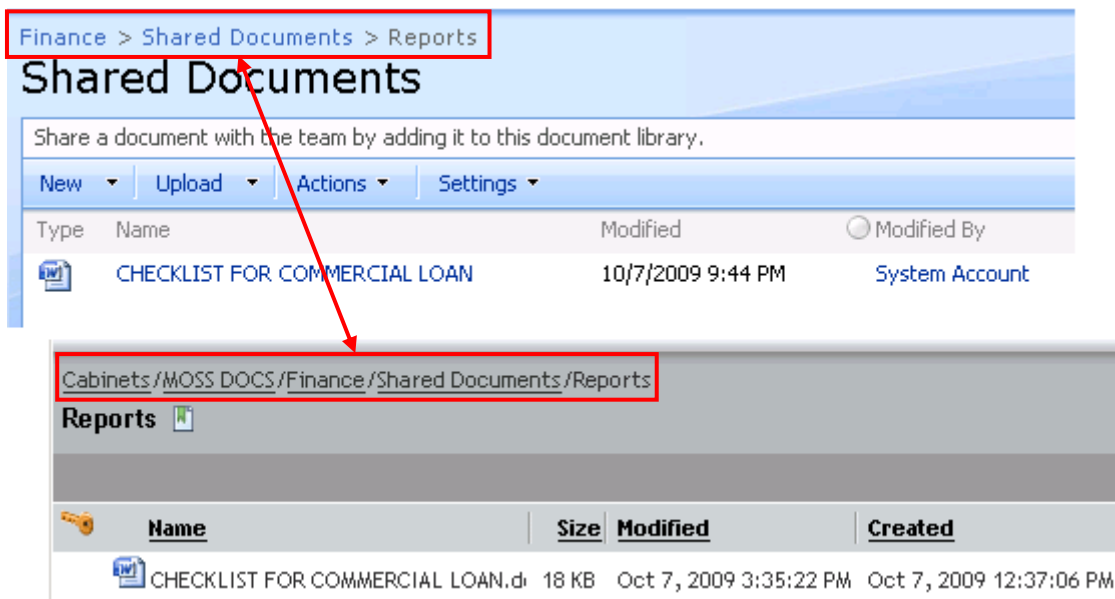 Finance > Shared Documents > Reports
Shared Documents
Share a document with the team by adding it to this document library.
New Upload Actions Settings
Type Name Modified Modified By
CHECKLIST FOR COMMERCIAL LOAN 10/7/2009 9:44 PM System Account
Cabinets/MOSS DOCS/Finance/Shared Documents/Reports
Reports
Name Size Modified Created
CHECKLIST FOR COMMERCIAL LOAN.d 18 KB Oct 7, 2009 3:35:22 PM Oct 7, 2009 12:37:06 PM